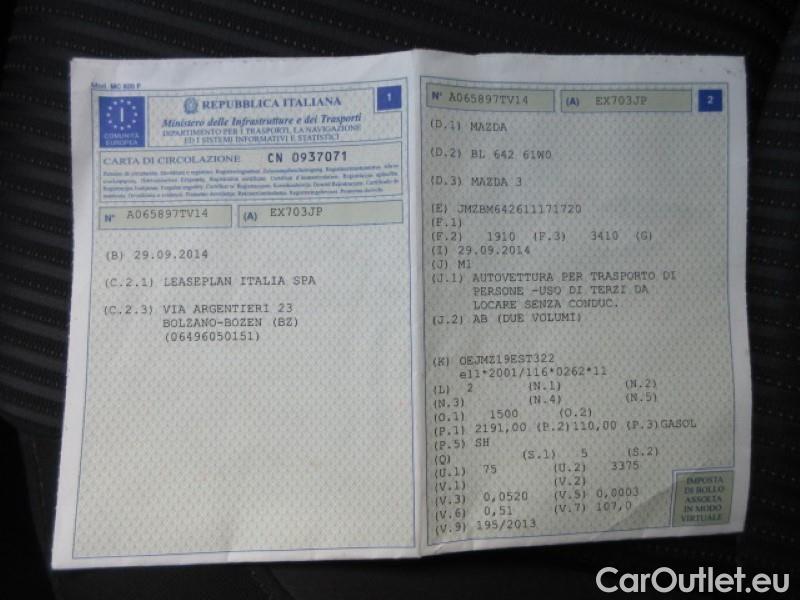 Mod. MC 820 F
REPUBBLICA ITALIANA
1
Ministero delle Infrastrutture e dei Trasporti
DIPARTIMENTO PER I TRASPORTI, LA NAVIGAZIONE
ED I SISTEMI INFORMATIVI E STATISTICI
I
COMUNITÀ
EUROPEA
CARTA DI CIRCOLAZIONE CN 0937071
N° A065897TV14 (A) EX703JP
(B) 29.09.2014
(C.2.1) LEASEPLAN ITALIA SPA
(C.2.3) VIA ARGENTIERI 23
BOLZANO-BOZEN (BZ)
(06496050151)
N° A065897TV14 (A) EX703JP 2
(D.1) MAZDA
(D.2) BL 642 61W0
(D.3) MAZDA 3
(E) JMZBM642611171720
(F.1)
(F.2) 1910 (F.3) 3410 (G)
(I) 29.09.2014
(J) M1
(J.1) AUTOVETTURA PER TRASPORTO DI
PERSONE -USO DI TERZI DA
LOCARE SENZA CONDUC.
(J.2) AB (DUE VOLUMI)
(K) OEJMZ19EST322
e11*2001/116*0262*11
(L) 2 (N.1) (N.2)
(N.3) (N.4) (N.5)
(O.1) 1500 (O.2)
(P.1) 2191,00 (P.2) 110,00 (P.3) GASOL
(P.5) SH
(Q) (S.1) 5 (S.2)
(U.1) 75 (U.2) 3375
(V.1) (V.2)
(V.3) 0,0520 (V.5) 0,0003
(V.6) 0,51 (V.7) 107,0
(V.9) 195/2013
IMPOSTA
DI BOLLO
ASSOLTA
IN MODO
VIRTUALE
CarOutlet.eu